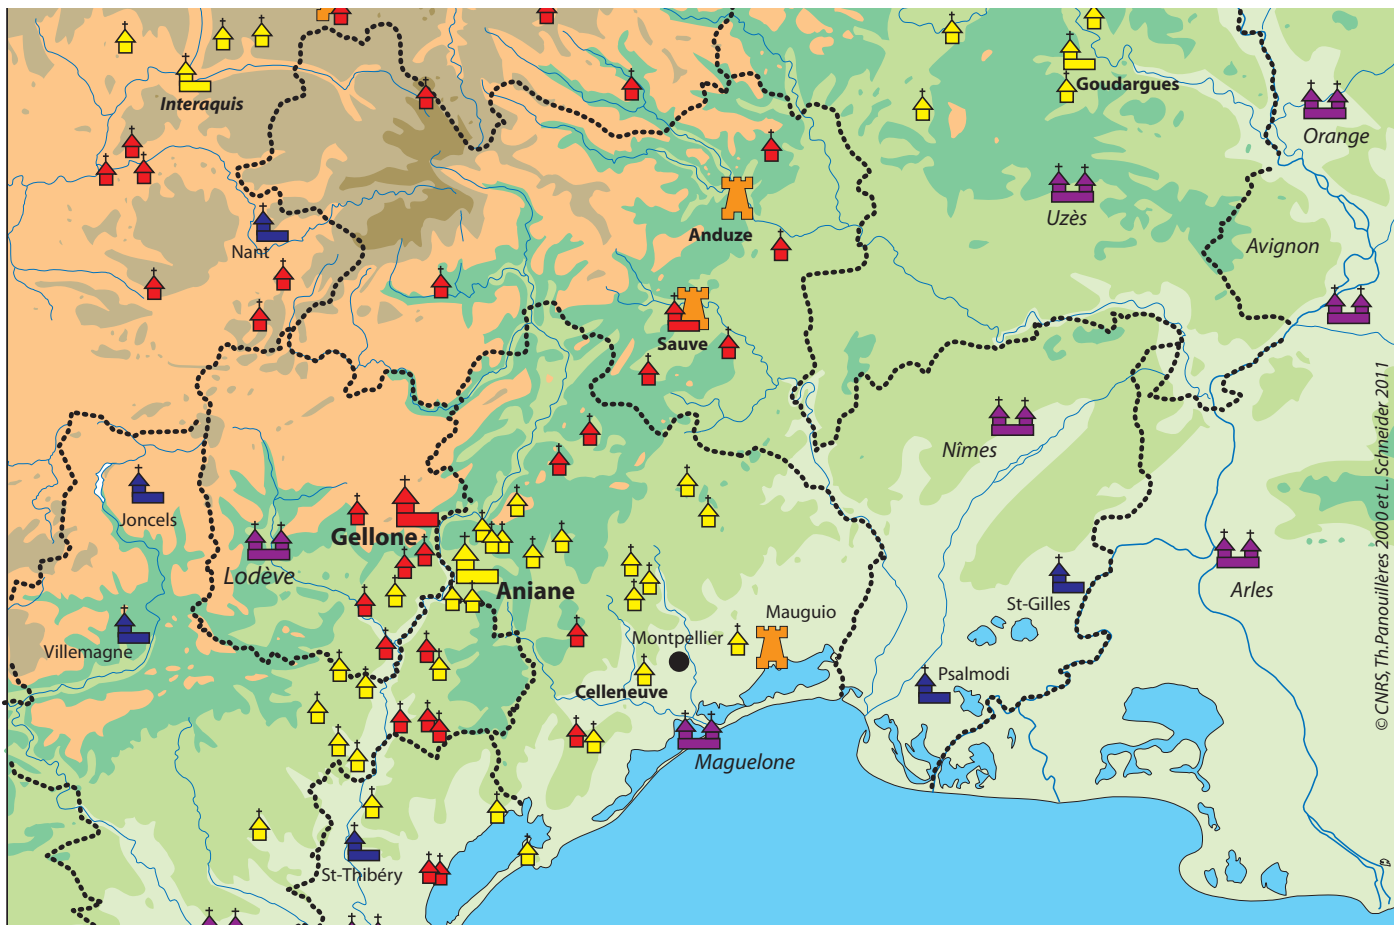 Interaquis
Goudargues
Orange
Uzès
Anduze
Avignon
Nant
Sauve
Nîmes
Joncels
Gellone
Lodève
Aniane
Arles
St-Gilles
Mauguio
Montpellier
Villemagne
Psalmodi
Celleneuve
Maguelone
St-Thibéry
© CNRS, Th.Panouillères 2000 et L.Schneider 2011